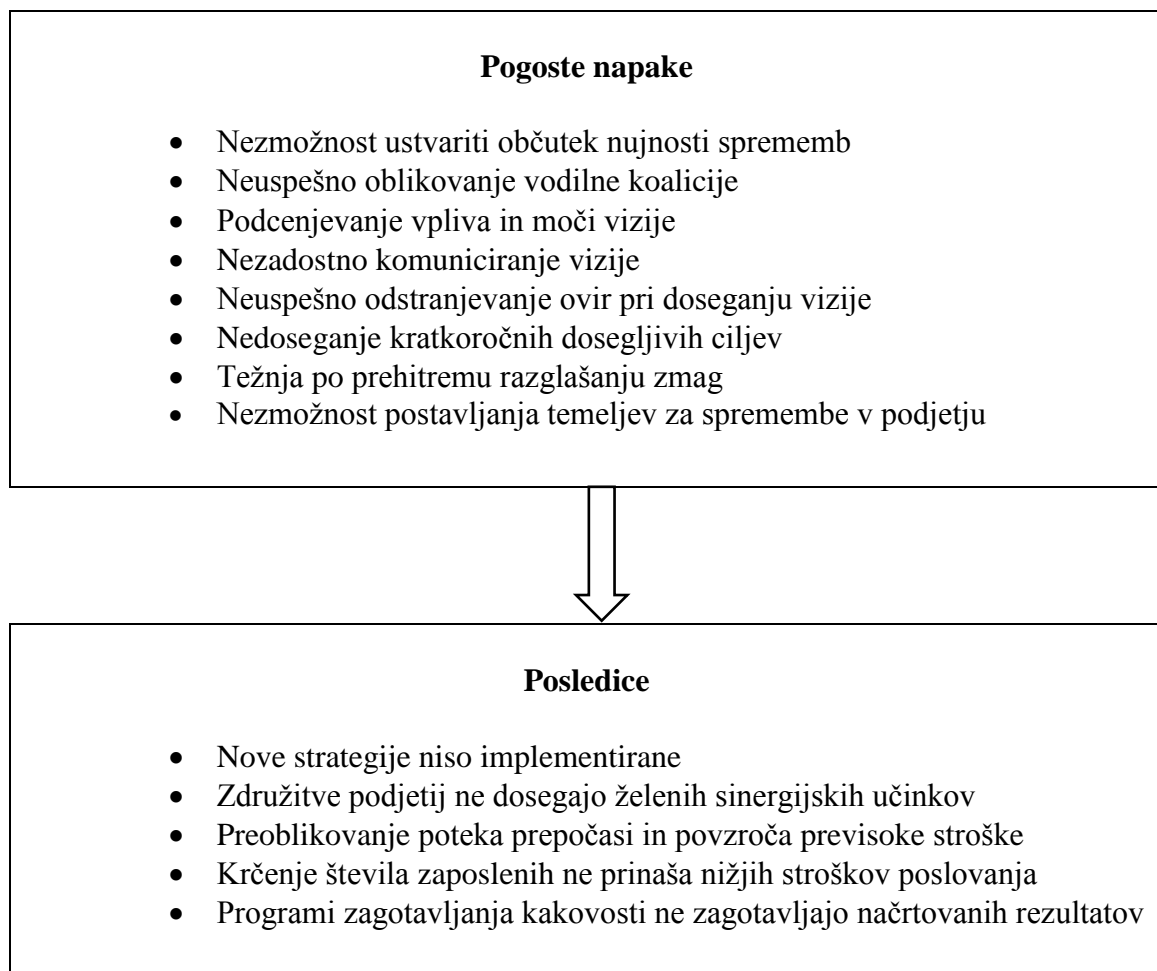 Pogoste napake
• Nezmožnost ustvariti občutek nujnosti sprememb
• Neuspešno oblikovanje vodilne koalicije
• Podcenjevanje vpliva in moči vizije
• Nezadostno komuniciranje vizije
• Neuspešno odstranjevanje ovir pri doseganju vizije
• Nedoseganje kratkoročnih dosegljivih ciljev
• Težnja po prehitremu razglašanju zmag
• Nezmožnost postavljanja temeljev za spremembe v podjetju
Posledice
• Nove strategije niso implementirane
• Združitve podjetij ne dosegajo želenih sinergijskih učinkov
• Preoblikovanje poteka prepočasi in povzroča previsoke stroške
• Krčenje števila zaposlenih ne prinaša nižjih stroškov poslovanja
• Programi zagotavljanja kakovosti ne zagotavljajo načrtovanih rezultatov